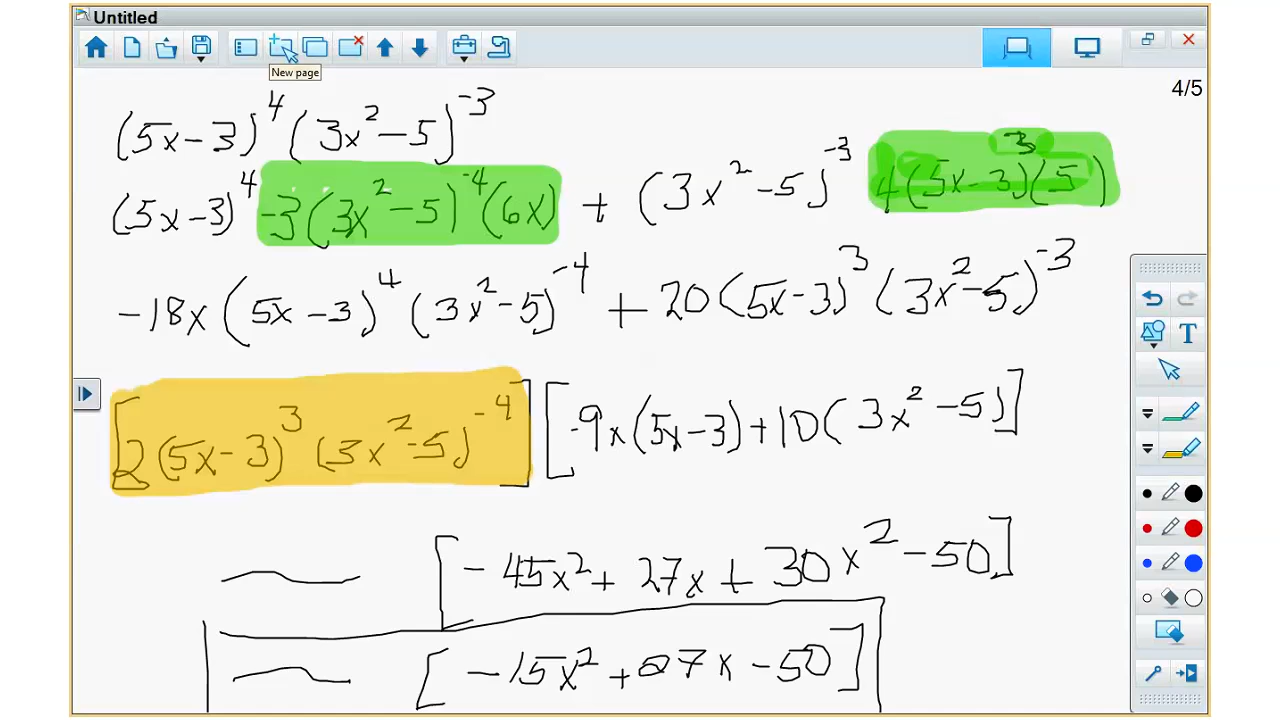 Untitled
New page
4/5
(5x-3)^4 (3x^2-5)^-3
(5x-3)^4 -3(3x^2-5)^-4 (6x) + (3x^2-5)^-3 4(5x-3)^3 (5)
-18x(5x-3)^4 (3x^2-5)^-4 + 20(5x-3)^3 (3x^2-5)^-3
[2(5x-3)^3 (3x^2-5)^-4] [-9x(5x-3)+10(3x^2-5)]
[-45x^2+27x+30x^2-50]
[-15x^2+27x-50]
T